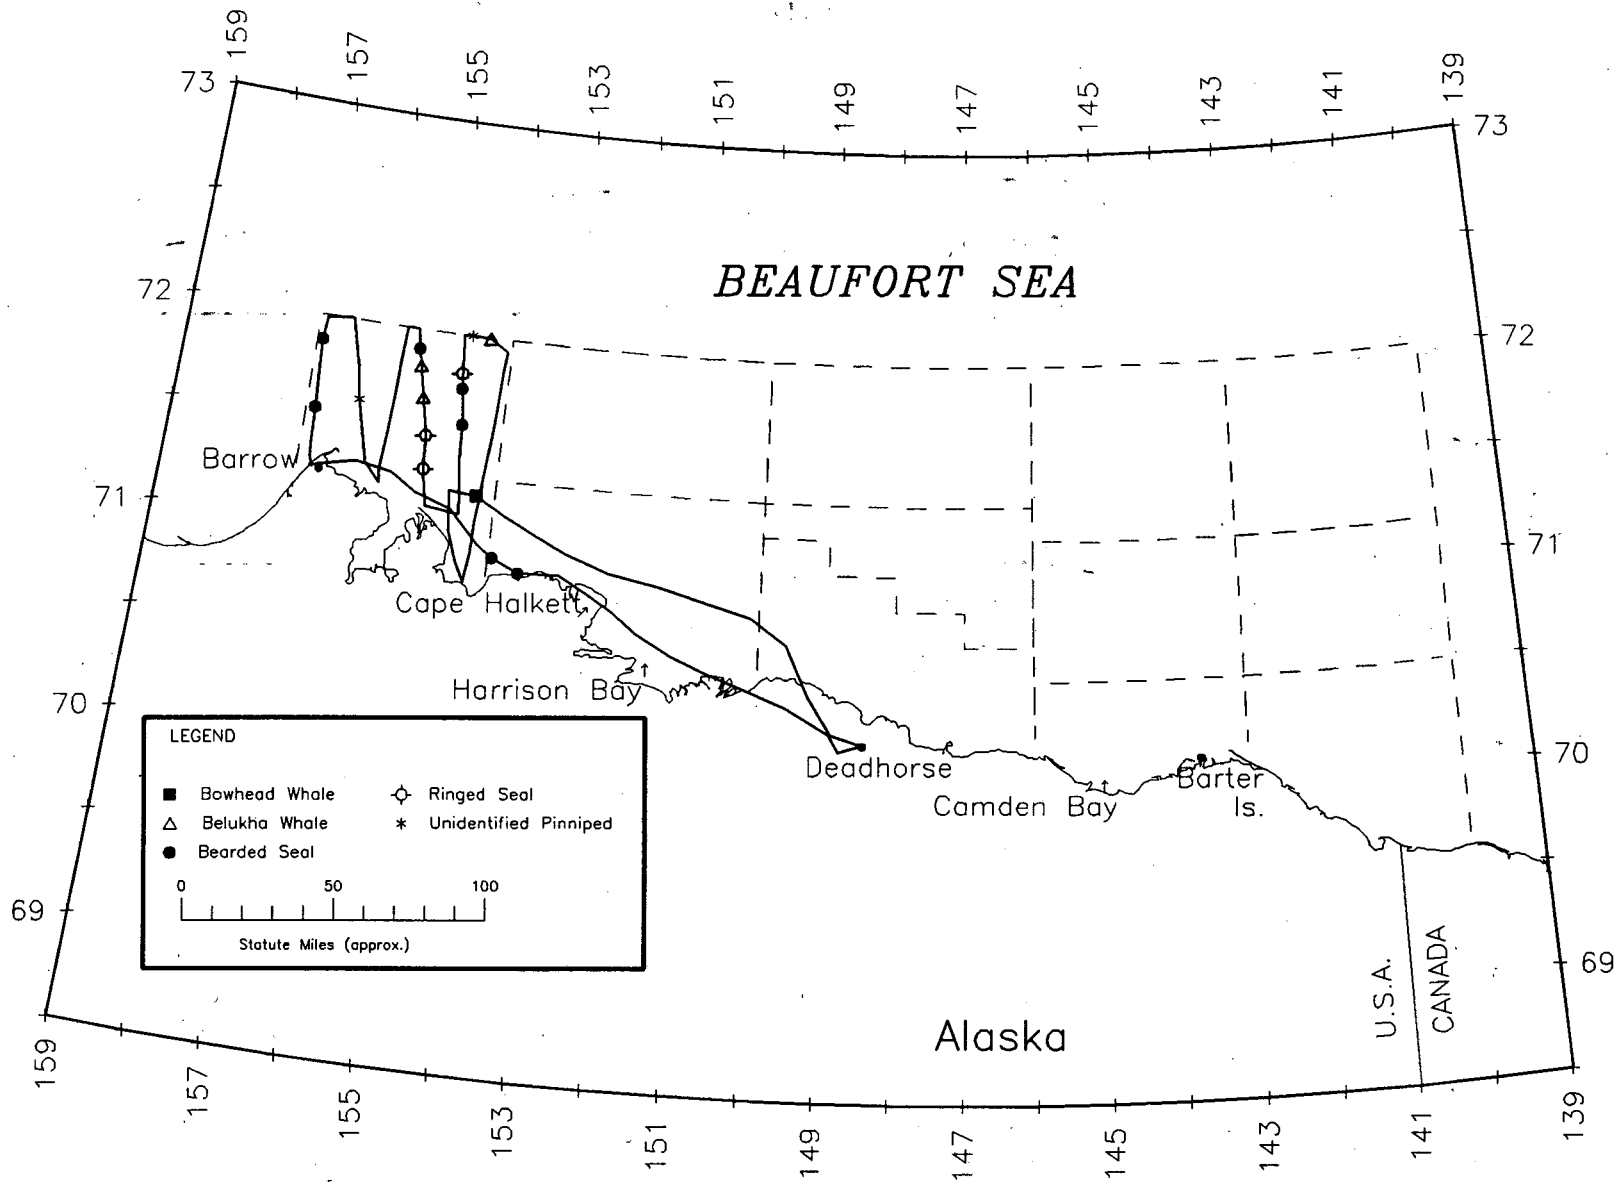 159
157
155
153
151
149
147
145
143
141
139
73
73
72
BEAUFORT SEA
72
Barrow
71
71
Cape Halkett
Harrison Bay
70
70
Deadhorse
Camden Bay
Barter
Is.
LEGEND
Bowhead Whale
Ringed Seal
Belukha Whale
Unidentified Pinniped
Bearded Seal
0 50 100
Statute Miles (approx.)
69
69
U.S.A.
CANADA
Alaska
159
157
155
153
151
149
147
145
143
141
139